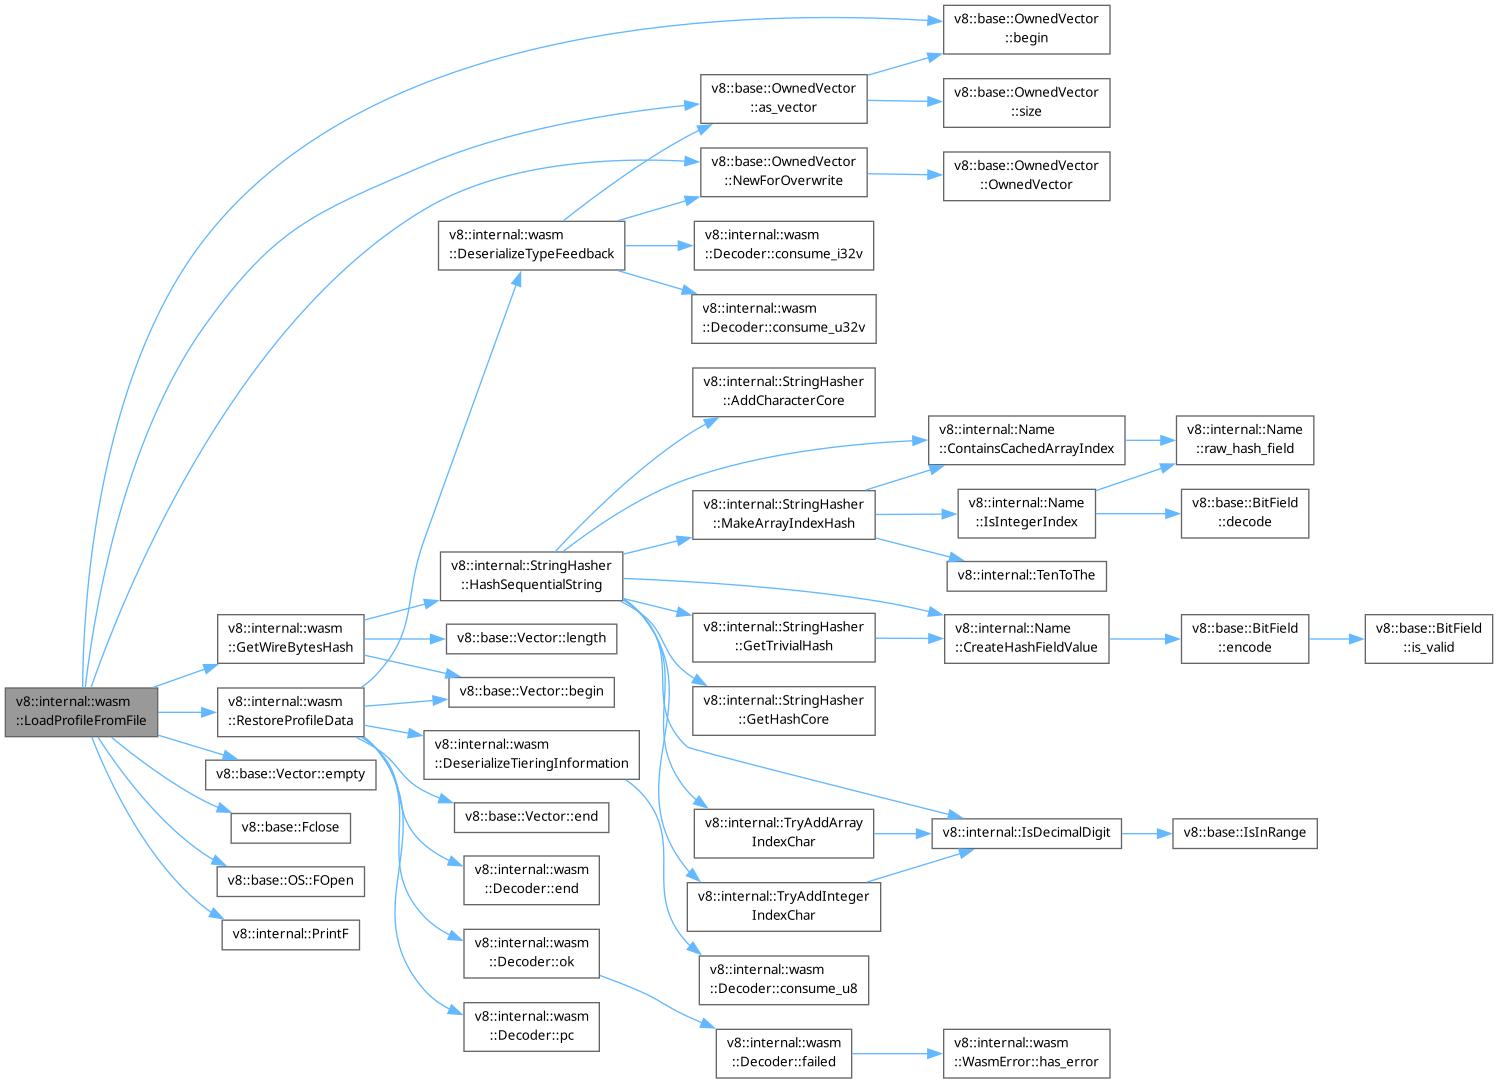 v8::base::OwnedVector
::begin
v8::base::OwnedVector
::as_vector
v8::base::OwnedVector
::size
v8::base::OwnedVector
::NewForOverwrite
v8::base::OwnedVector
::OwnedVector
v8::internal::wasm
::DeserializeTypeFeedback
v8::internal::wasm
::Decoder::consume_i32v
v8::internal::wasm
::Decoder::consume_u32v
v8::internal::StringHasher
::AddCharacterCore
v8::internal::Name
::ContainsCachedArrayIndex
v8::internal::Name
::raw_hash_field
v8::internal::StringHasher
::MakeArrayIndexHash
v8::internal::Name
::IsIntegerIndex
v8::base::BitField
::decode
v8::internal::StringHasher
::HashSequentialString
v8::internal::TenToThe
v8::internal::wasm
::GetWireBytesHash
v8::base::Vector::length
v8::internal::StringHasher
::GetTrivialHash
v8::internal::Name
::CreateHashFieldValue
v8::base::BitField
::encode
v8::base::BitField
::is_valid
v8::internal::wasm
::LoadProfileFromFile
v8::internal::wasm
::RestoreProfileData
v8::base::Vector::begin
v8::internal::StringHasher
::GetHashCore
v8::internal::wasm
::DeserializeTieringInformation
v8::base::Vector::empty
v8::base::Vector::end
v8::base::Fclose
v8::internal::TryAddArray
IndexChar
v8::internal::IsDecimalDigit
v8::base::IsInRange
v8::base::OS::FOpen
v8::internal::wasm
::Decoder::end
v8::internal::TryAddInteger
IndexChar
v8::internal::PrintF
v8::internal::wasm
::Decoder::ok
v8::internal::wasm
::Decoder::consume_u8
v8::internal::wasm
::Decoder::pc
v8::internal::wasm
::Decoder::failed
v8::internal::wasm
::WasmError::has_error